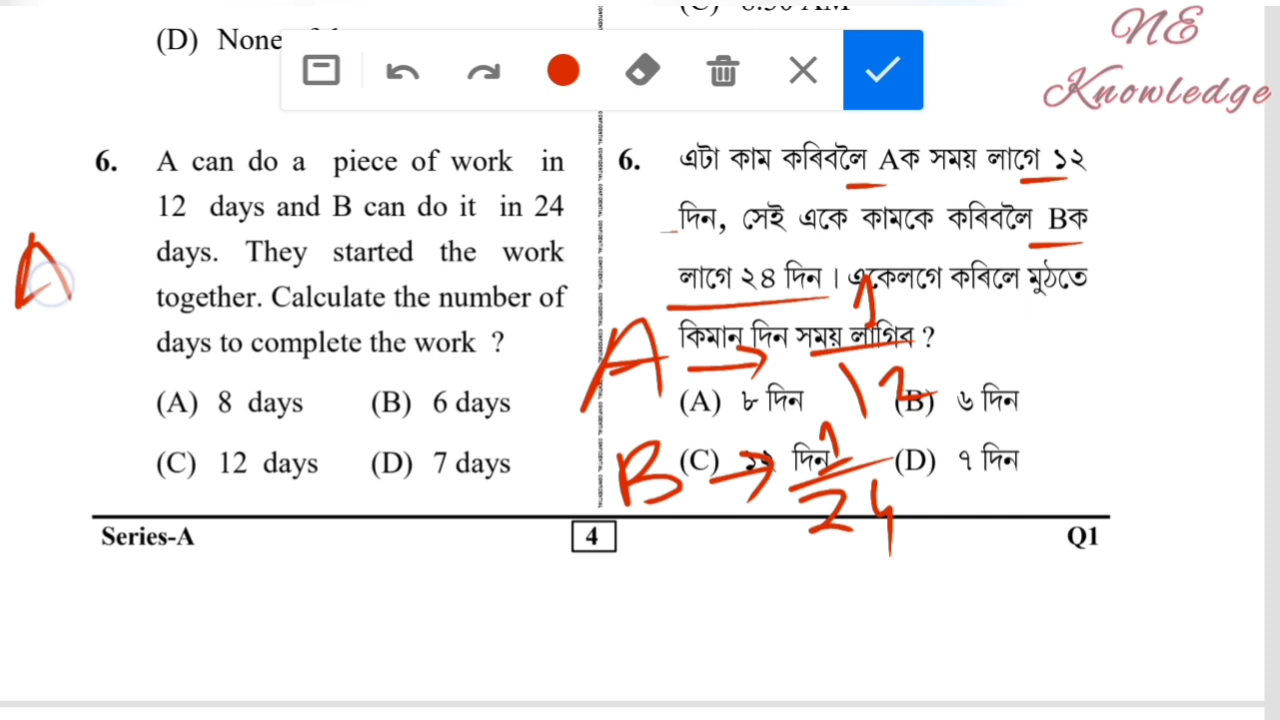 (D) None
NE
Knowledge
6. A can do a piece of work in
12 days and B can do it in 24
days. They started the work
together. Calculate the number of
days to complete the work ?
(A) 8 days (B) 6 days
(C) 12 days (D) 7 days
6. এটা কাম কৰিবলৈ Aক সময় লাগে ১২
দিন, সেই একে কামকে কৰিবলৈ Bক
লাগে ২৪ দিন। একেলগে কৰিলে মুঠতে
কিমান দিন সময় লাগিব ?
(A) ৮ দিন (B) ৬ দিন
(C) ১২ দিন (D) ৭ দিন
A → 1/12
B → 1/24
A
Series-A 4 Q1